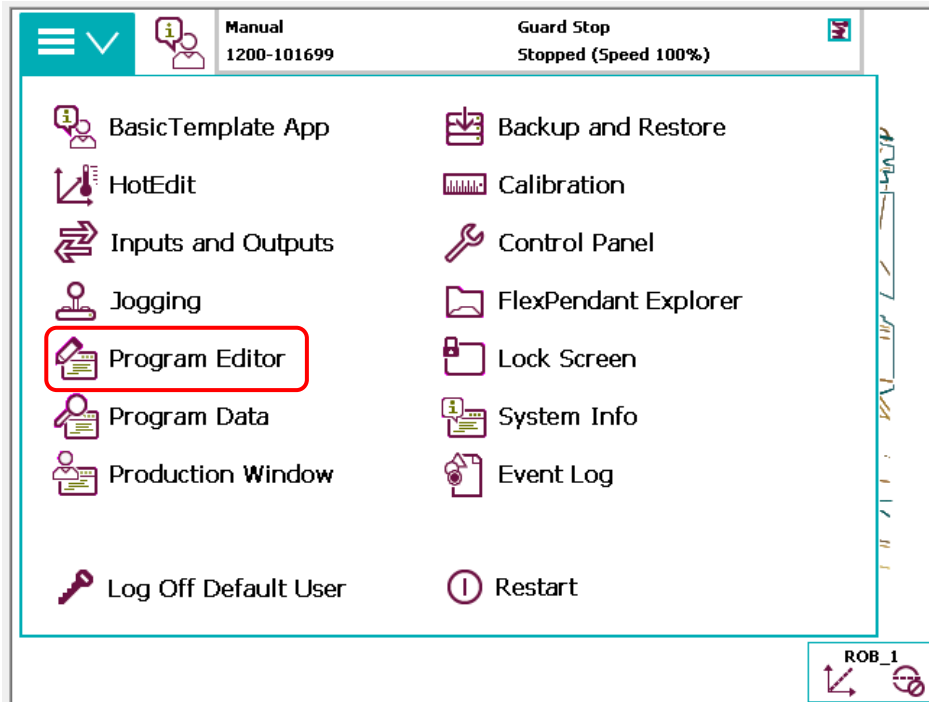 Manual
1200-101699
Guard Stop
Stopped (Speed 100%)
BasicTemplate App
HotEdit
Inputs and Outputs
Jogging
Program Editor
Program Data
Production Window
Backup and Restore
Calibration
Control Panel
FlexPendant Explorer
Lock Screen
System Info
Event Log
Log Off Default User
Restart
ROB_1